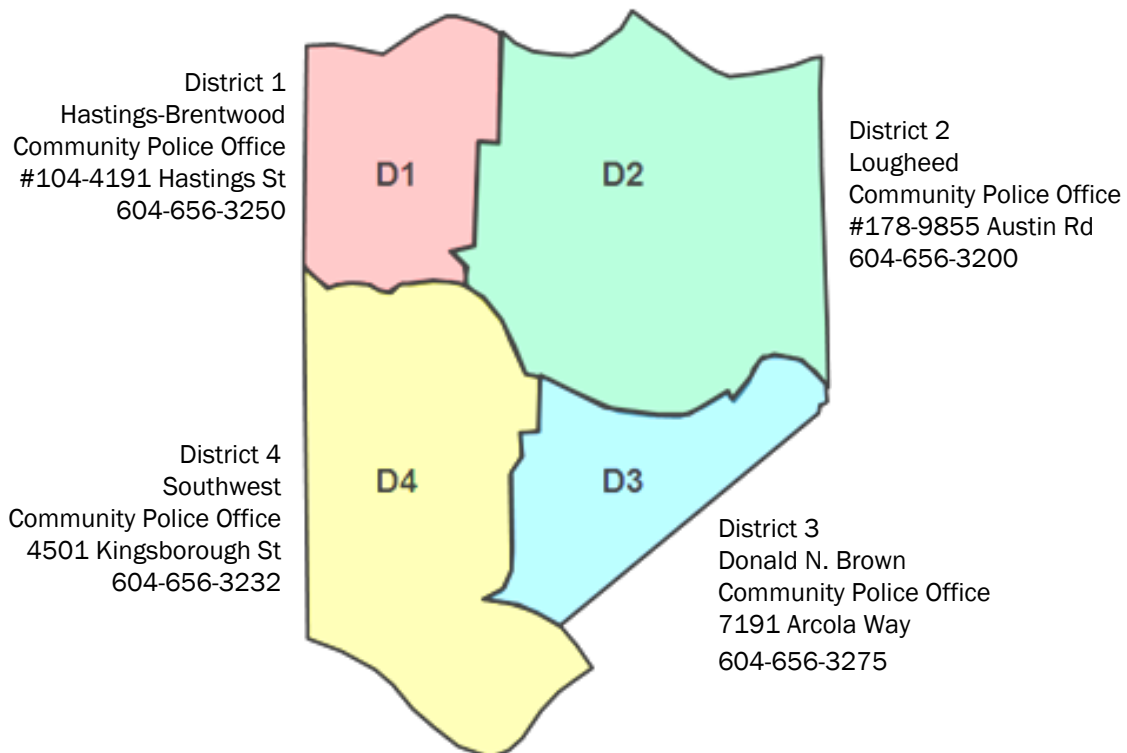 District 1
Hastings-Brentwood
Community Police Office
#104-4191 Hastings St
604-656-3250
D1
D2
District 2
Lougheed
Community Police Office
#178-9855 Austin Rd
604-656-3200
District 4
Southwest
Community Police Office
4501 Kingsborough St
604-656-3232
D4
D3
District 3
Donald N. Brown
Community Police Office
7191 Arcola Way
604-656-3275